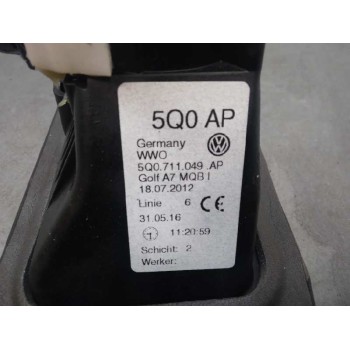 5Q0 AP
Germany
WWO
5Q0.711.049 .AP
Golf A7 MQB I
18.07.2012
Linie 6 CE
31.05.16
11:20:59
Schicht: 2
Werker: